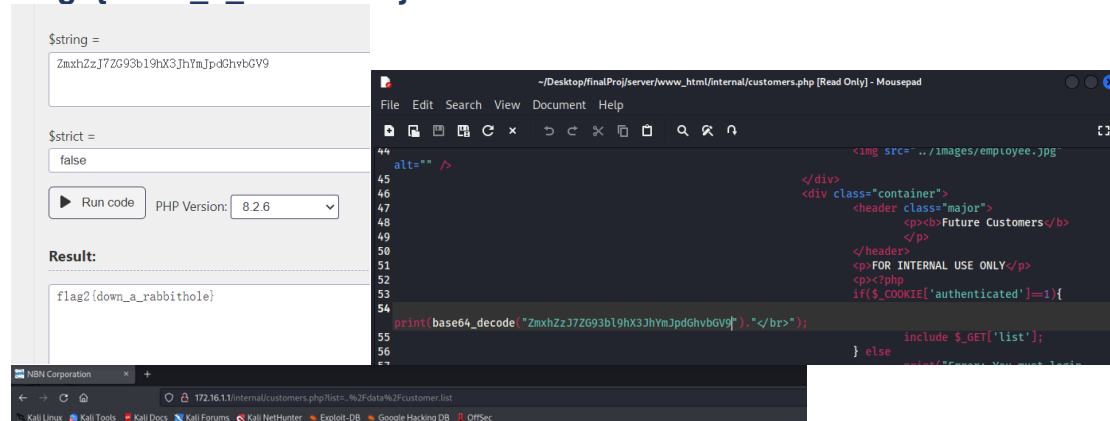 $string =
ZmxhZzJ7ZG93bl9hX3JhYmJpdGhvbGV9
$strict =
false
Run code PHP Version: 8.2.6
Result:
flag2{down_a_rabbithole}
~/Desktop/finalProj/server/www_html/internal/customers.php [Read Only] - Mousepad
File Edit Search View Document Help
44 <img src="../images/employee.jpg"
alt="" />
45 </div>
46 <div class="container">
47 <header class="major">
48 <p><b>Future Customers</b>
49 </p>
50 </header>
51 <p>FOR INTERNAL USE ONLY</p>
52 <p><?php
53 if($_COOKIE['authenticated']==1){
54
print(base64_decode("ZmxhZzJ7ZG93bl9hX3JhYmJpdGhvbGV9")."</br>");
55 include $_GET['list'];
56 } else
NBN Corporation × +
172.16.1.1/internal/customers.php?list=..%2Fdata%2Fcustomer.list
Kali Linux Kali Tools Kali Docs Kali Forums Kali NetHunter Exploit-DB Google Hacking DB OffSec